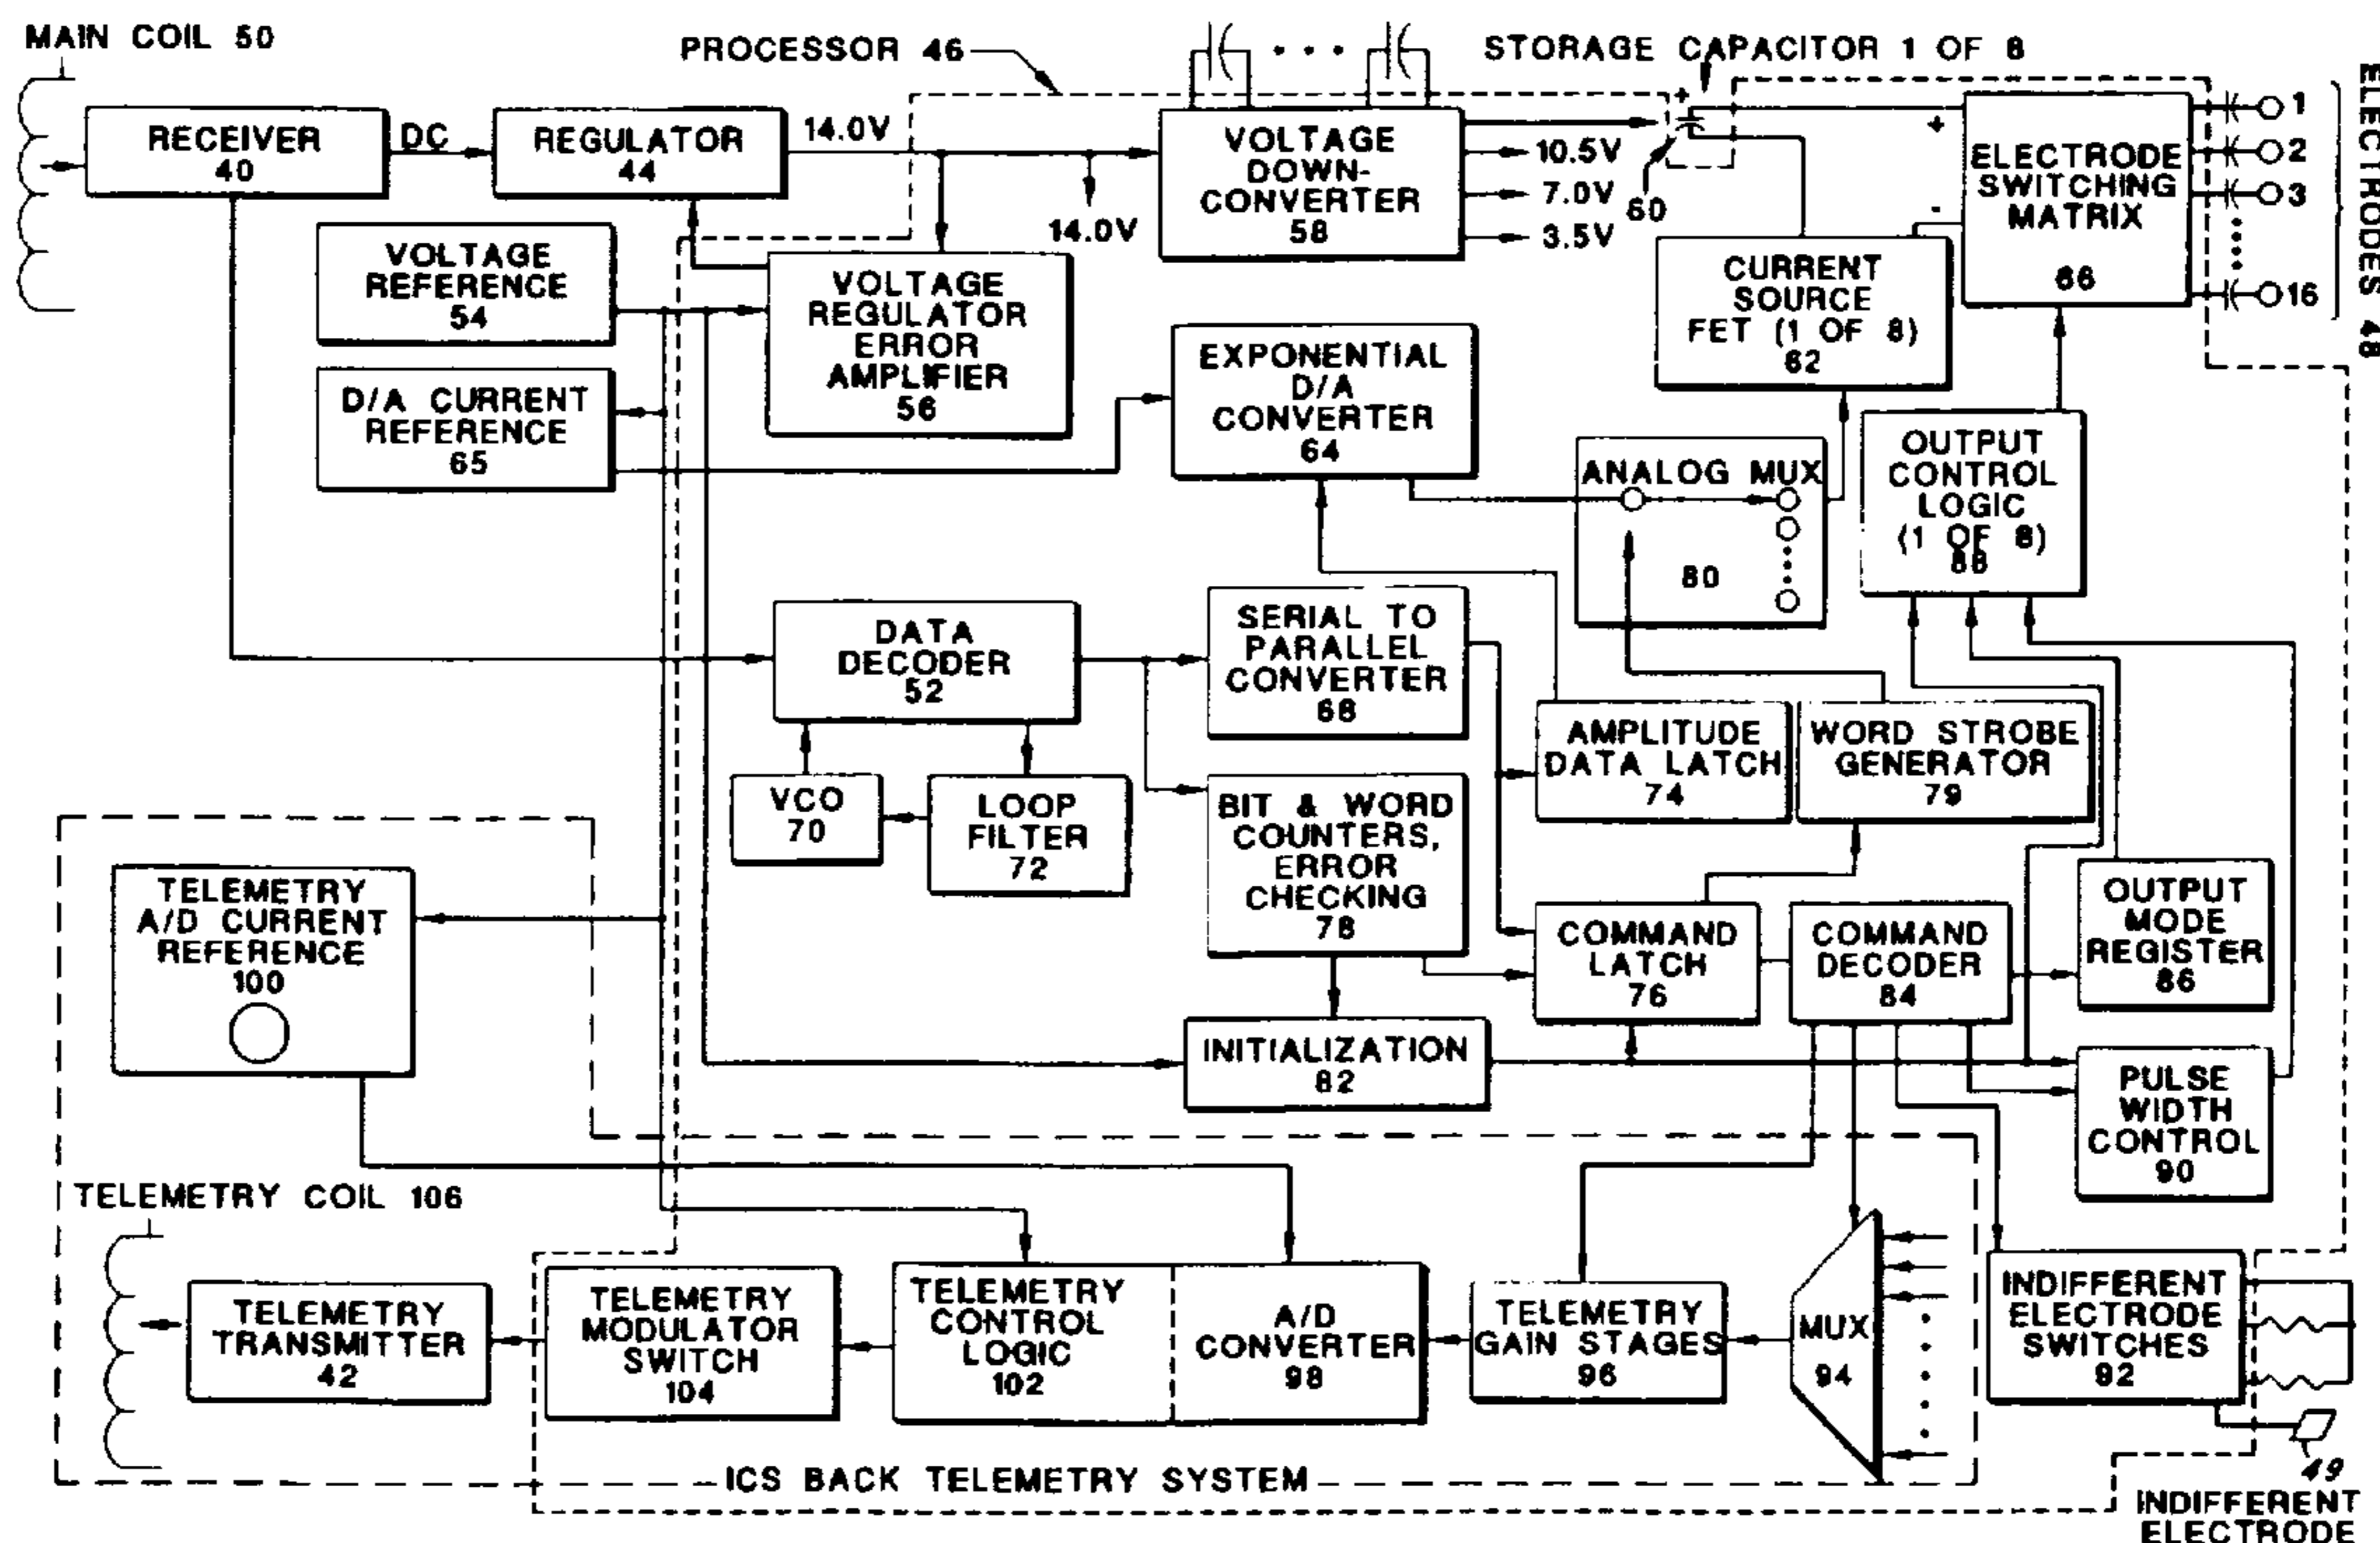 MAIN COIL 50
PROCESSOR 46
STORAGE CAPACITOR 1 OF 8
RECEIVER
40
DC
REGULATOR
44
14.0V
14.0V
VOLTAGE
DOWN-
CONVERTER
58
10.5V
7.0V
3.5V
60
+
+
-
ELECTRODE
SWITCHING
MATRIX
66
1
2
3
16
ELECTRODES 48
VOLTAGE
REFERENCE
54
VOLTAGE
REGULATOR
ERROR
AMPLIFIER
56
CURRENT
SOURCE
FET (1 OF 8)
62
D/A CURRENT
REFERENCE
65
EXPONENTIAL
D/A
CONVERTER
64
ANALOG MUX
80
OUTPUT
CONTROL
LOGIC
(1 OF 8)
88
DATA
DECODER
52
SERIAL TO
PARALLEL
CONVERTER
68
AMPLITUDE
DATA LATCH
74
WORD STROBE
GENERATOR
79
VCO
70
LOOP
FILTER
72
BIT & WORD
COUNTERS,
ERROR
CHECKING
78
TELEMETRY
A/D CURRENT
REFERENCE
100
COMMAND
LATCH
76
COMMAND
DECODER
84
OUTPUT
MODE
REGISTER
86
INITIALIZATION
82
PULSE
WIDTH
CONTROL
90
TELEMETRY COIL 106
TELEMETRY
TRANSMITTER
42
TELEMETRY
MODULATOR
SWITCH
104
TELEMETRY
CONTROL
LOGIC
102
A/D
CONVERTER
98
TELEMETRY
GAIN STAGES
96
MUX
94
INDIFFERENT
ELECTRODE
SWITCHES
92
ICS BACK TELEMETRY SYSTEM
49
INDIFFERENT
ELECTRODE